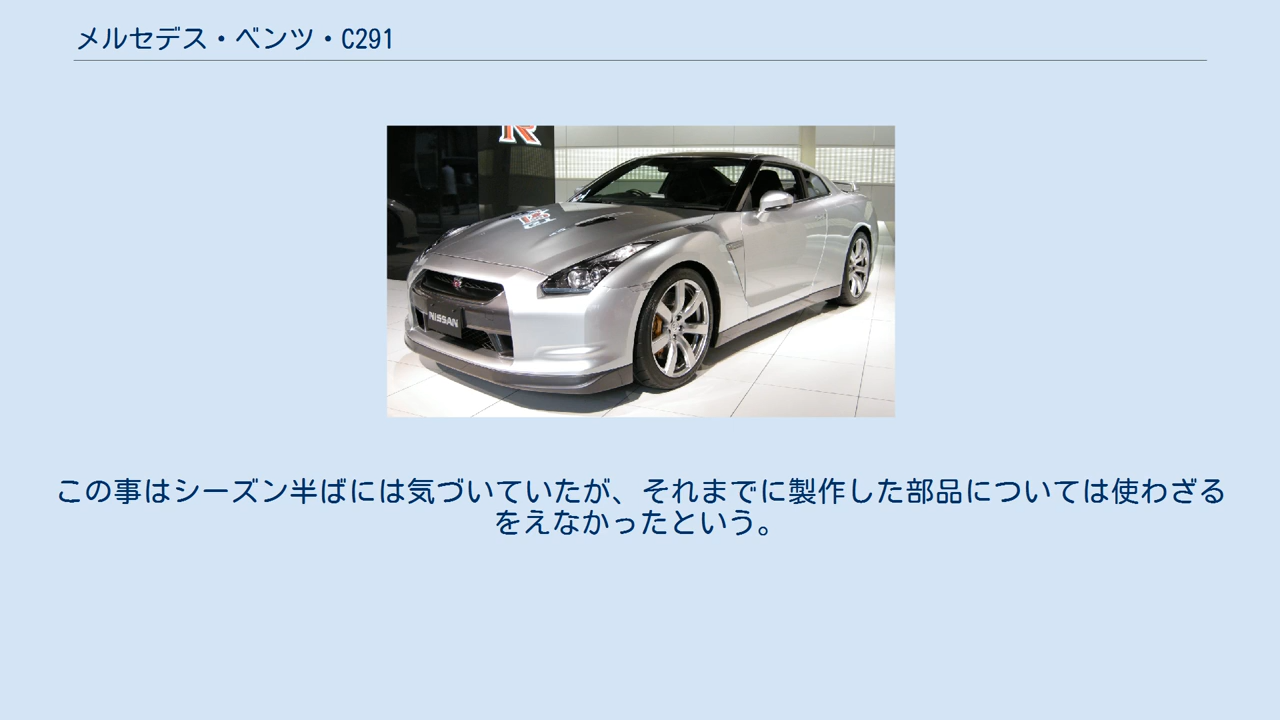 メルセデス・ベンツ・C291
R
NISSAN
この事はシーズン半ばには気づいていたが、それまでに製作した部品については使わざる
をえなかったという。